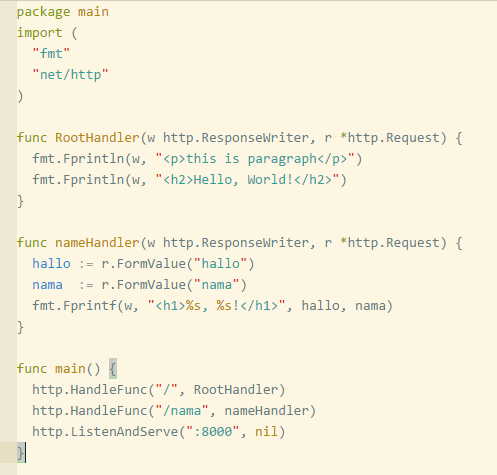 package main
import (
  "fmt"
  "net/http"
)

func RootHandler(w http.ResponseWriter, r *http.Request) {
  fmt.Fprintln(w, "<p>this is paragraph</p>")
  fmt.Fprintln(w, "<h2>Hello, World!</h2>")
}

func nameHandler(w http.ResponseWriter, r *http.Request) {
  hallo := r.FormValue("hallo")
  nama  := r.FormValue("nama")
  fmt.Fprintf(w, "<h1>%s, %s!</h1>", hallo, nama)
}

func main() {
  http.HandleFunc("/", RootHandler)
  http.HandleFunc("/nama", nameHandler)
  http.ListenAndServe(":8000", nil)
}